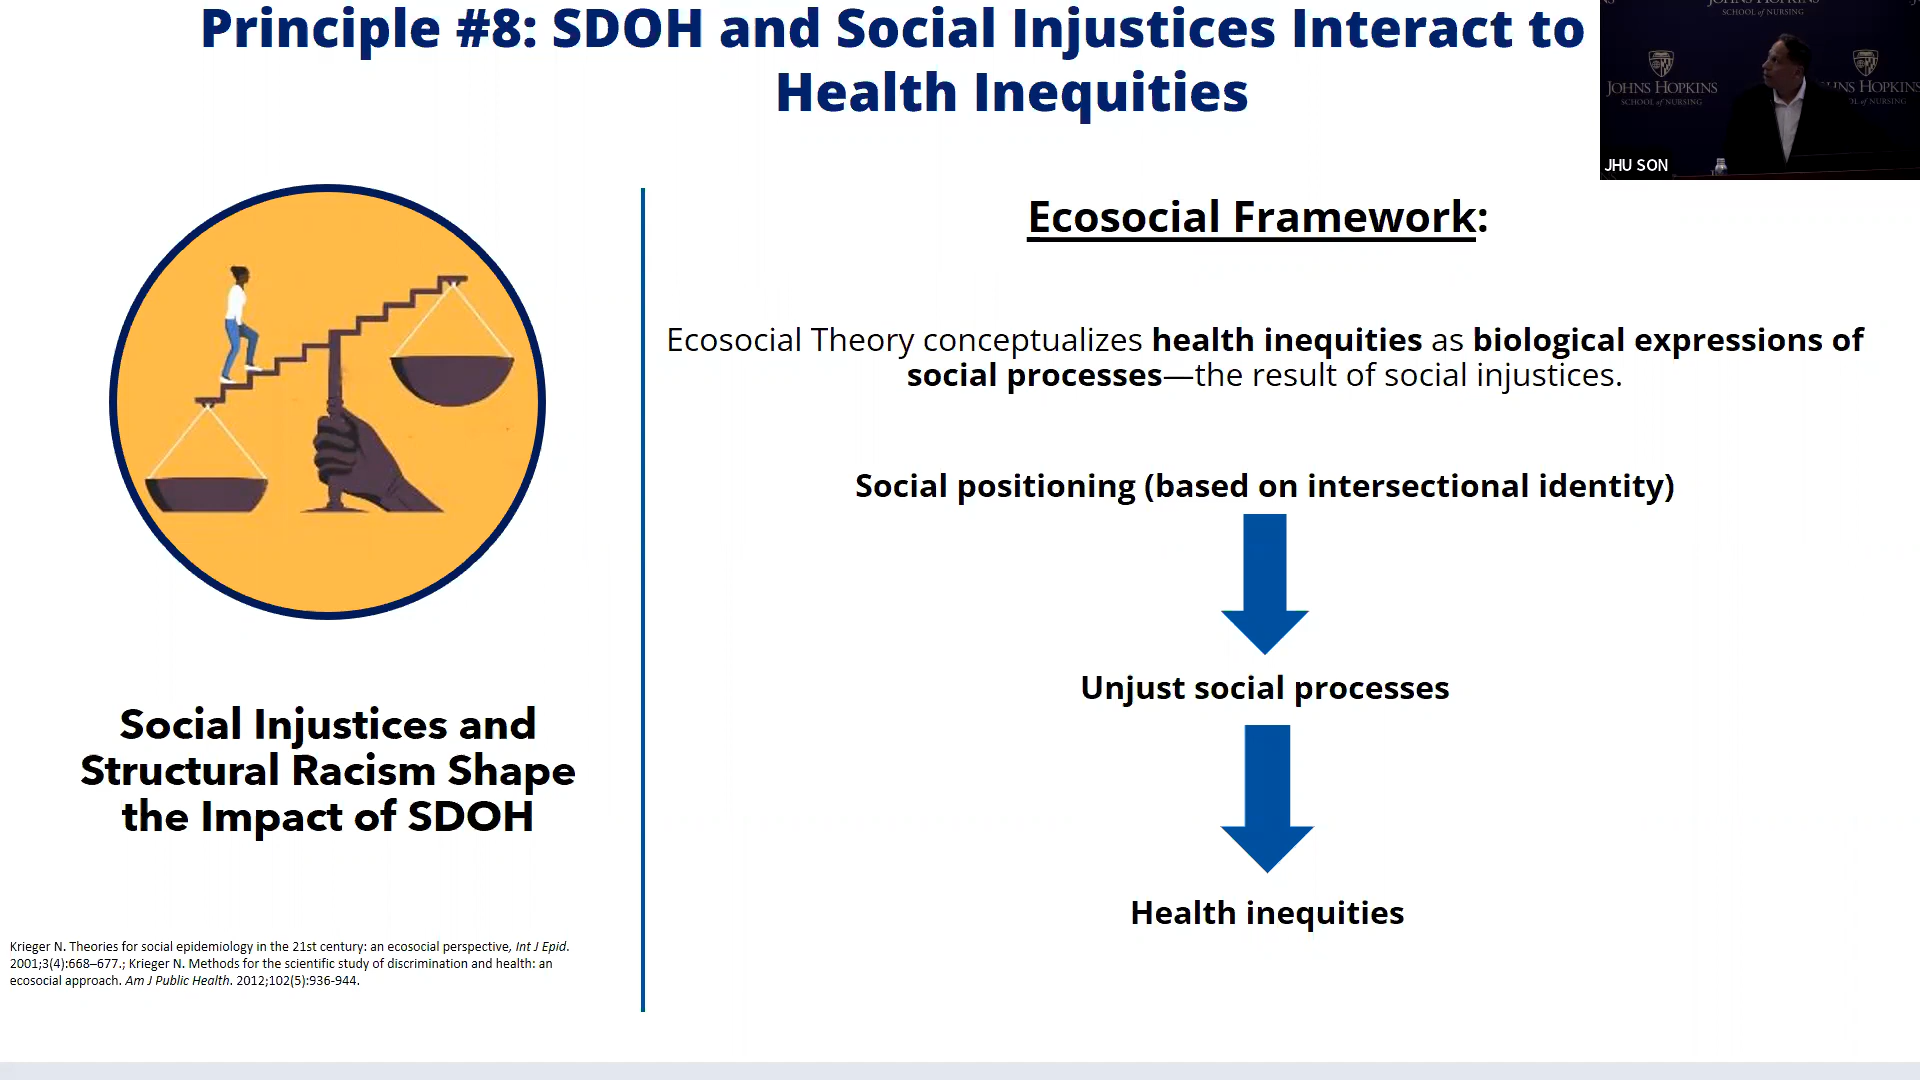 Principle #8: SDOH and Social Injustices Interact to
Health Inequities
JOHNS HOPKINS
SCHOOL of NURSING
JOHNS HOPKINS
SCHOOL of NURSING
JHU SON
Ecosocial Framework:
Ecosocial Theory conceptualizes health inequities as biological expressions of
social processes—the result of social injustices.
Social positioning (based on intersectional identity)
Unjust social processes
Health inequities
Social Injustices and
Structural Racism Shape
the Impact of SDOH
Krieger N. Theories for social epidemiology in the 21st century: an ecosocial perspective, Int J Epid.
2001;3(4):668–677.; Krieger N. Methods for the scientific study of discrimination and health: an
ecosocial approach. Am J Public Health. 2012;102(5):936-944.